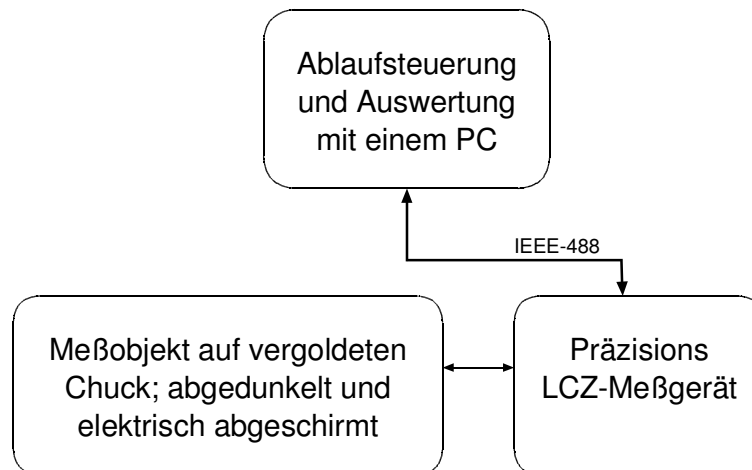 Ablaufsteuerung
und Auswertung
mit einem PC
IEEE-488
Meßobjekt auf vergoldeten
Chuck; abgedunkelt und
elektrisch abgeschirmt
Präzisions
LCZ-Meßgerät